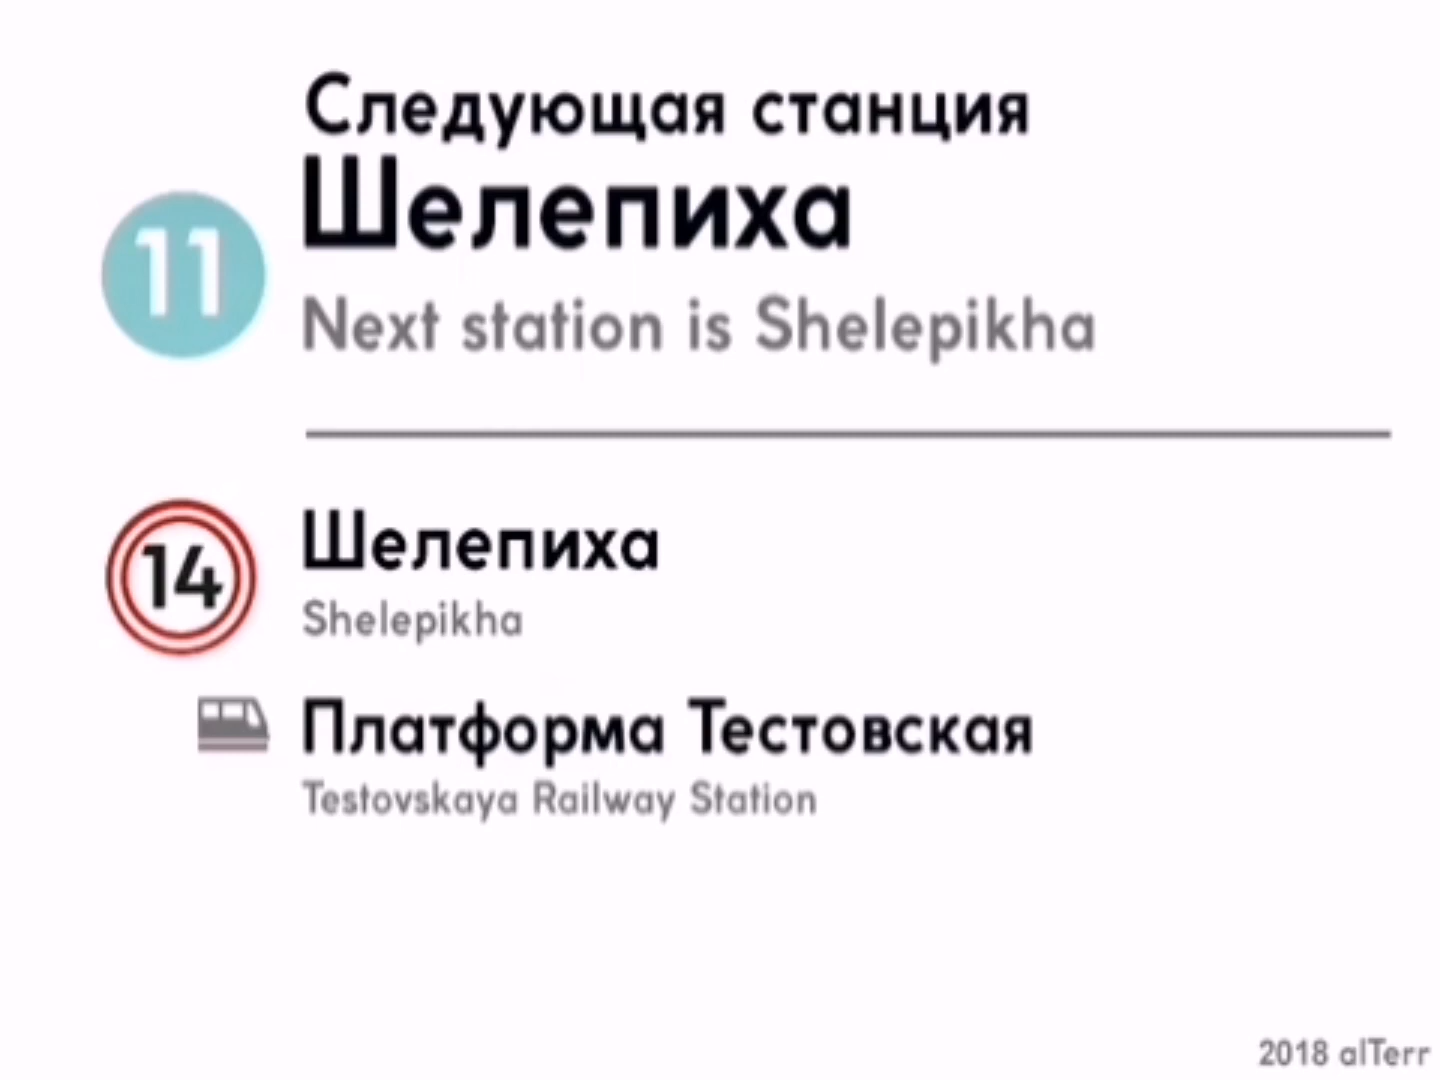 Следующая станция
11 Шелепиха
Next station is Shelepikha
14 Шелепиха
Shelepikha
Платформа Тестовская
Testovskaya Railway Station
2018 alTerr